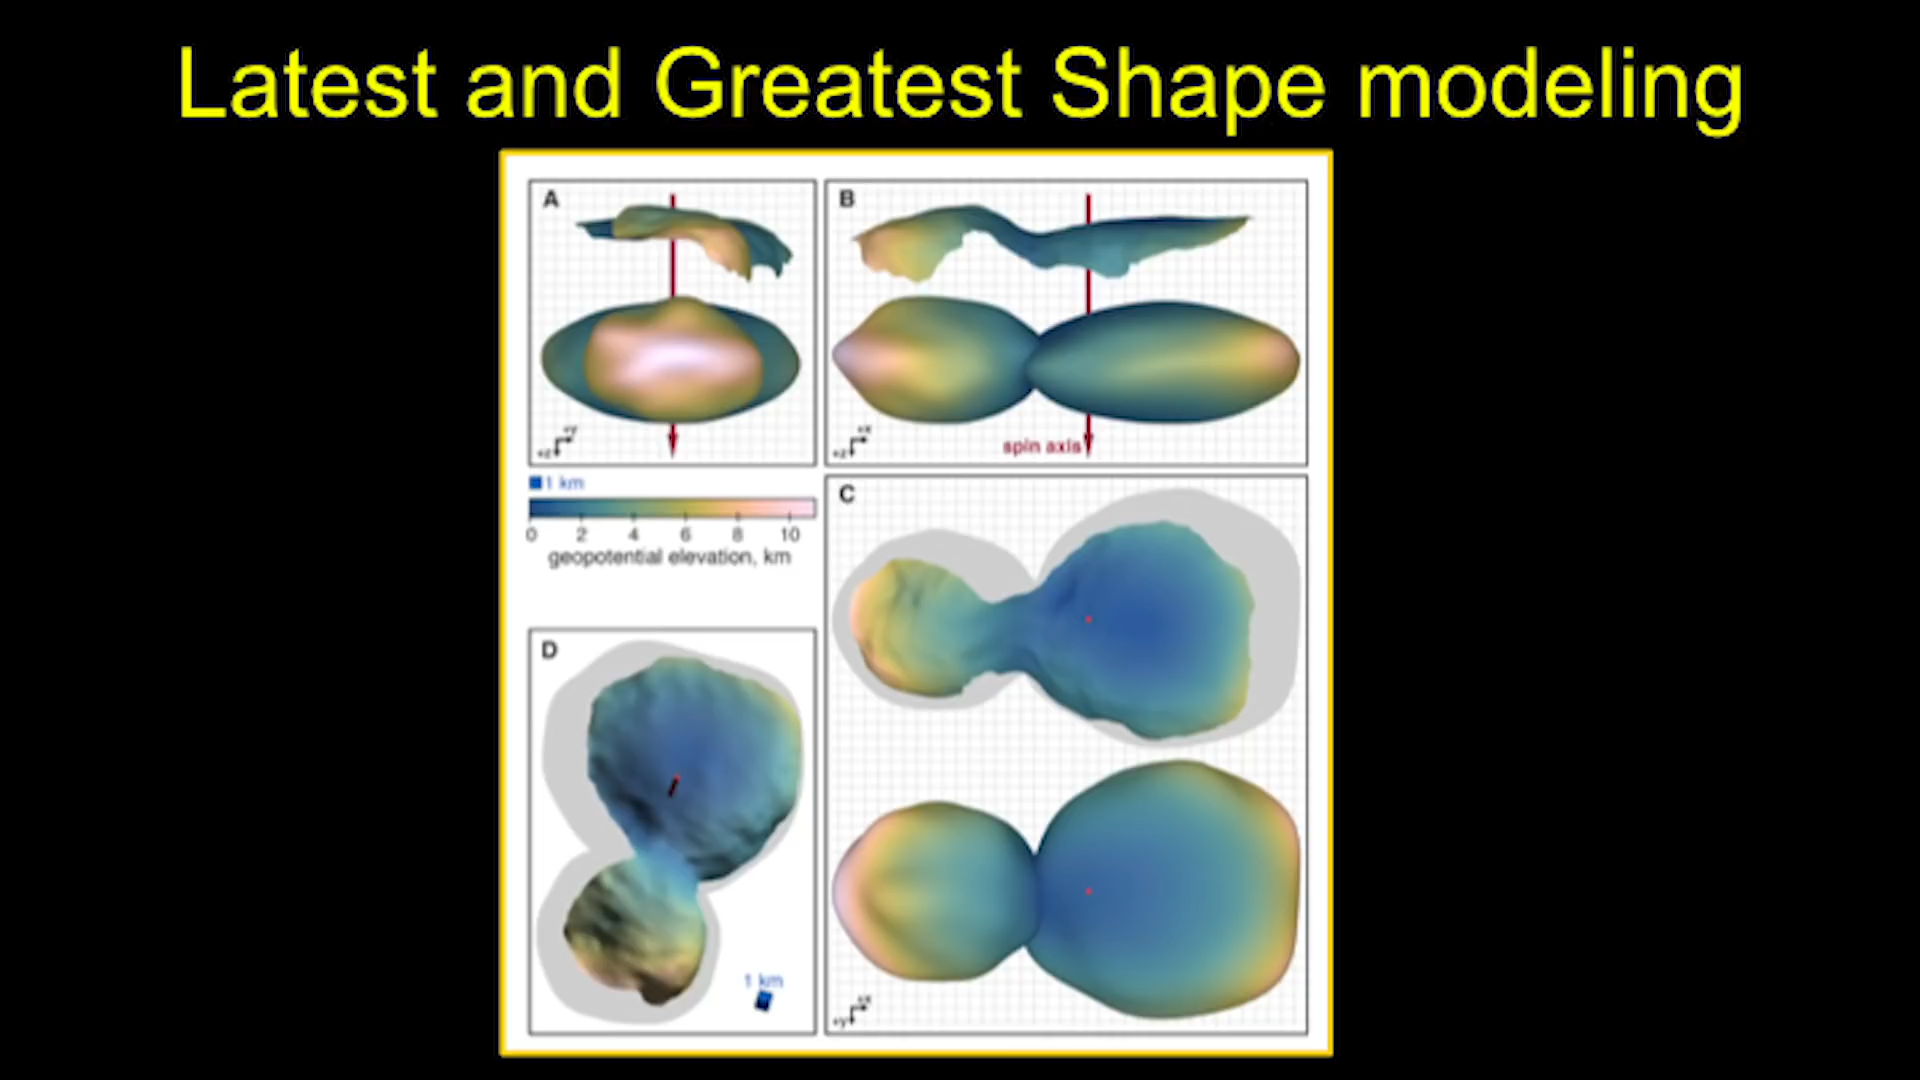 Latest and Greatest Shape modeling
A
+y
+z
B
+x
+z
spin axis
1 km
0 2 4 6 8 10
geopotential elevation, km
C
+x
+y
D
1 km